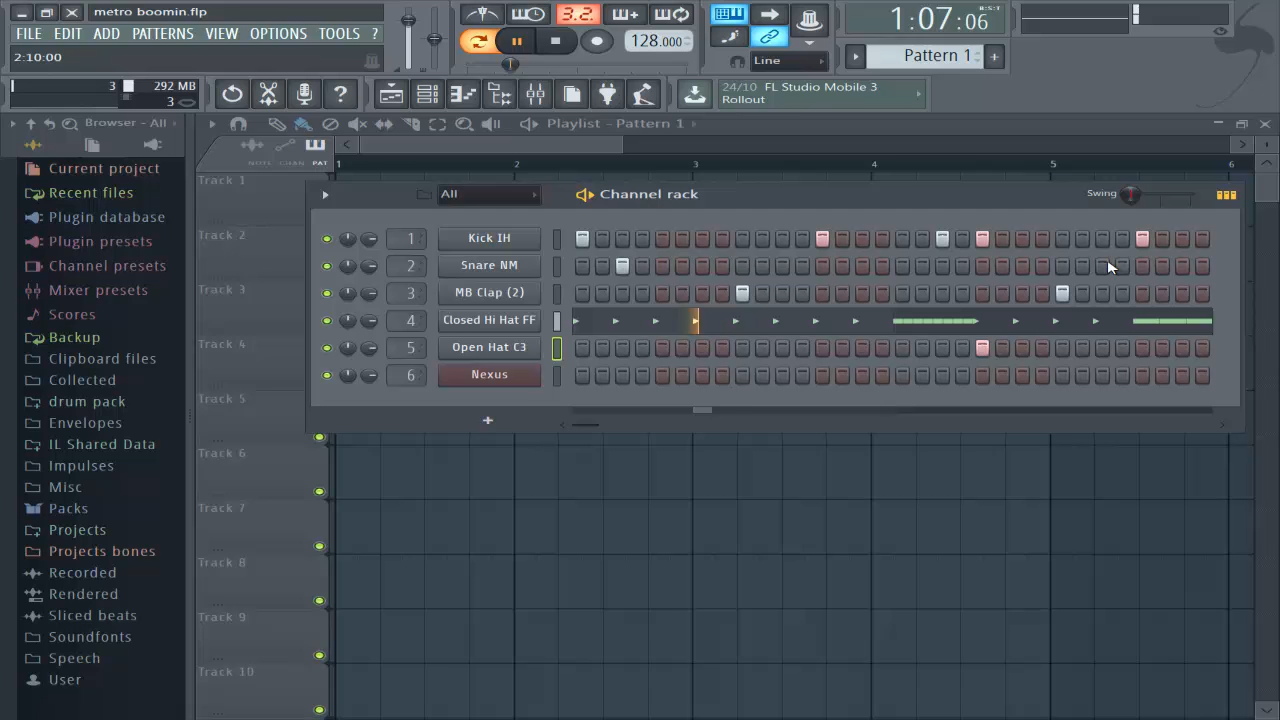 metro boomin.flp
FILE EDIT ADD PATTERNS VIEW OPTIONS TOOLS ?
2:10:00
3.2.
128.000
Line
1:07:06
M:S:T
Pattern 1
3 292 MB
3
24/10 FL Studio Mobile 3
Rollout
Browser - All
Playlist - Pattern 1
NOTE CHAN PAT
1 2 3 4 5 6
Current project
Recent files
Plugin database
Plugin presets
Channel presets
Mixer presets
Scores
Backup
Clipboard files
Collected
drum pack
Envelopes
IL Shared Data
Impulses
Misc
Packs
Projects
Projects bones
Recorded
Rendered
Sliced beats
Soundfonts
Speech
User
Track 1
Track 2
Track 3
Track 4
Track 5
Track 6
Track 7
Track 8
Track 9
Track 10
All
Channel rack
Swing
1 Kick IH
2 Snare NM
3 MB Clap (2)
4 Closed Hi Hat FF
5 Open Hat C3
6 Nexus